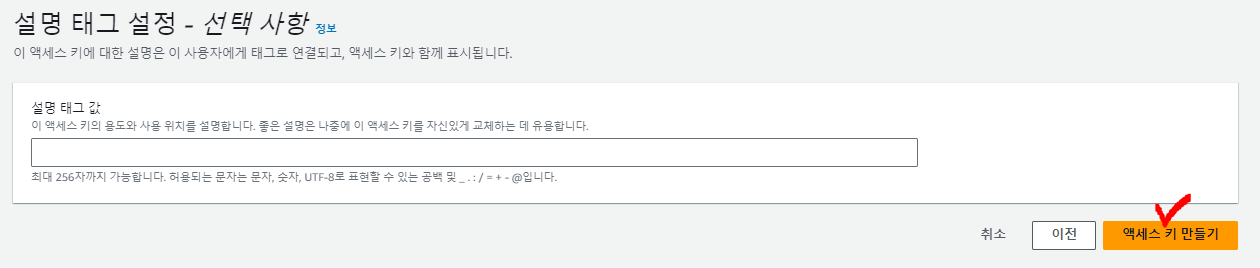 설명 태그 설정 - 선택 사항 정보
이 액세스 키에 대한 설명은 이 사용자에게 태그로 연결되고, 액세스 키와 함께 표시됩니다.
설명 태그 값
이 액세스 키의 용도와 사용 위치를 설명합니다. 좋은 설명은 나중에 이 액세스 키를 자신있게 교체하는 데 유용합니다.
최대 256자까지 가능합니다. 허용되는 문자는 문자, 숫자, UTF-8로 표현할 수 있는 공백 및 _ . : / = + - @입니다.
취소 이전 액세스 키 만들기